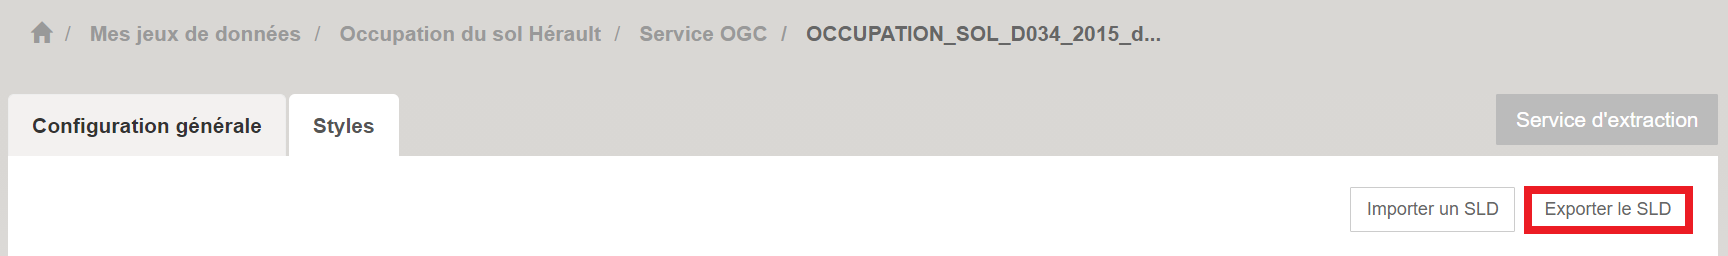 / Mes jeux de données / Occupation du sol Hérault / Service OGC / OCCUPATION_SOL_D034_2015_d...
Configuration générale Styles Service d'extraction
Importer un SLD Exporter le SLD